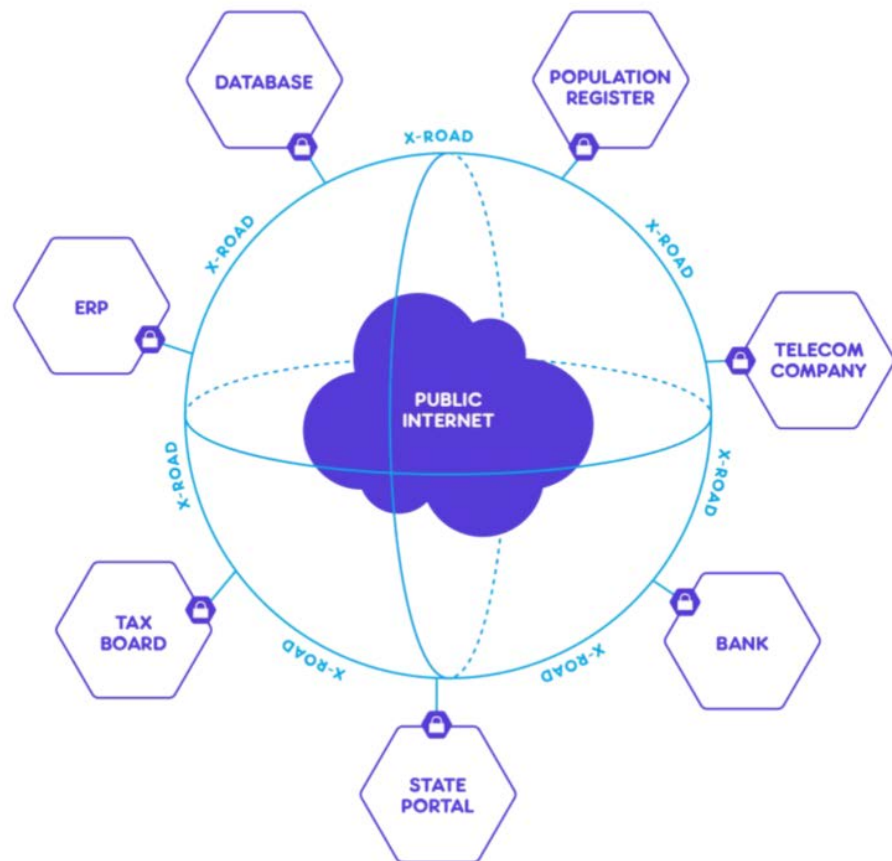 DATABASE
POPULATION
REGISTER
X-ROAD
X-ROAD
X-ROAD
ERP
TELECOM
COMPANY
PUBLIC
INTERNET
X-ROAD
X-ROAD
TAX
BOARD
BANK
X-ROAD
X-ROAD
STATE
PORTAL